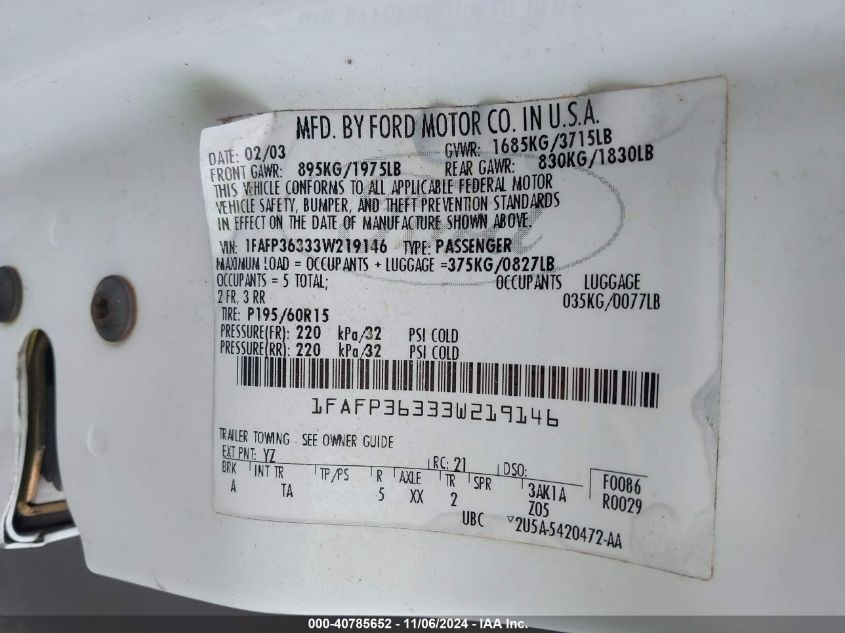 MFD. BY FORD MOTOR CO. IN U.S.A.
DATE: 02/03 GVWR: 1685KG/3715LB
FRONT GAWR: 895KG/1975LB REAR GAWR: 830KG/1830LB
THIS VEHICLE CONFORMS TO ALL APPLICABLE FEDERAL MOTOR
VEHICLE SAFETY, BUMPER, AND THEFT PREVENTION STANDARDS
IN EFFECT ON THE DATE OF MANUFACTURE SHOWN ABOVE.
VIN: 1FAFP36333W219146 TYPE: PASSENGER
MAXIMUM LOAD = OCCUPANTS + LUGGAGE =375KG/0827LB
OCCUPANTS = 5 TOTAL; OCCUPANTS LUGGAGE
2 FR, 3 RR 035KG/0077LB
TIRE: P195/60R15
PRESSURE(FR): 220 kPa/32 PSI COLD
PRESSURE(RR): 220 kPa/32 PSI COLD
1FAFP36333W219146
TRAILER TOWING - SEE OWNER GUIDE
EXT PNT: YZ RC: 21 DSO: F0086
BRK INT TR TP/PS R AXLE TR SPR R0029
A TA 5 XX 2 3AK1A
Z05
UBC 2U5A-5420472-AA
000-40785652 - 11/06/2024 - IAA Inc.